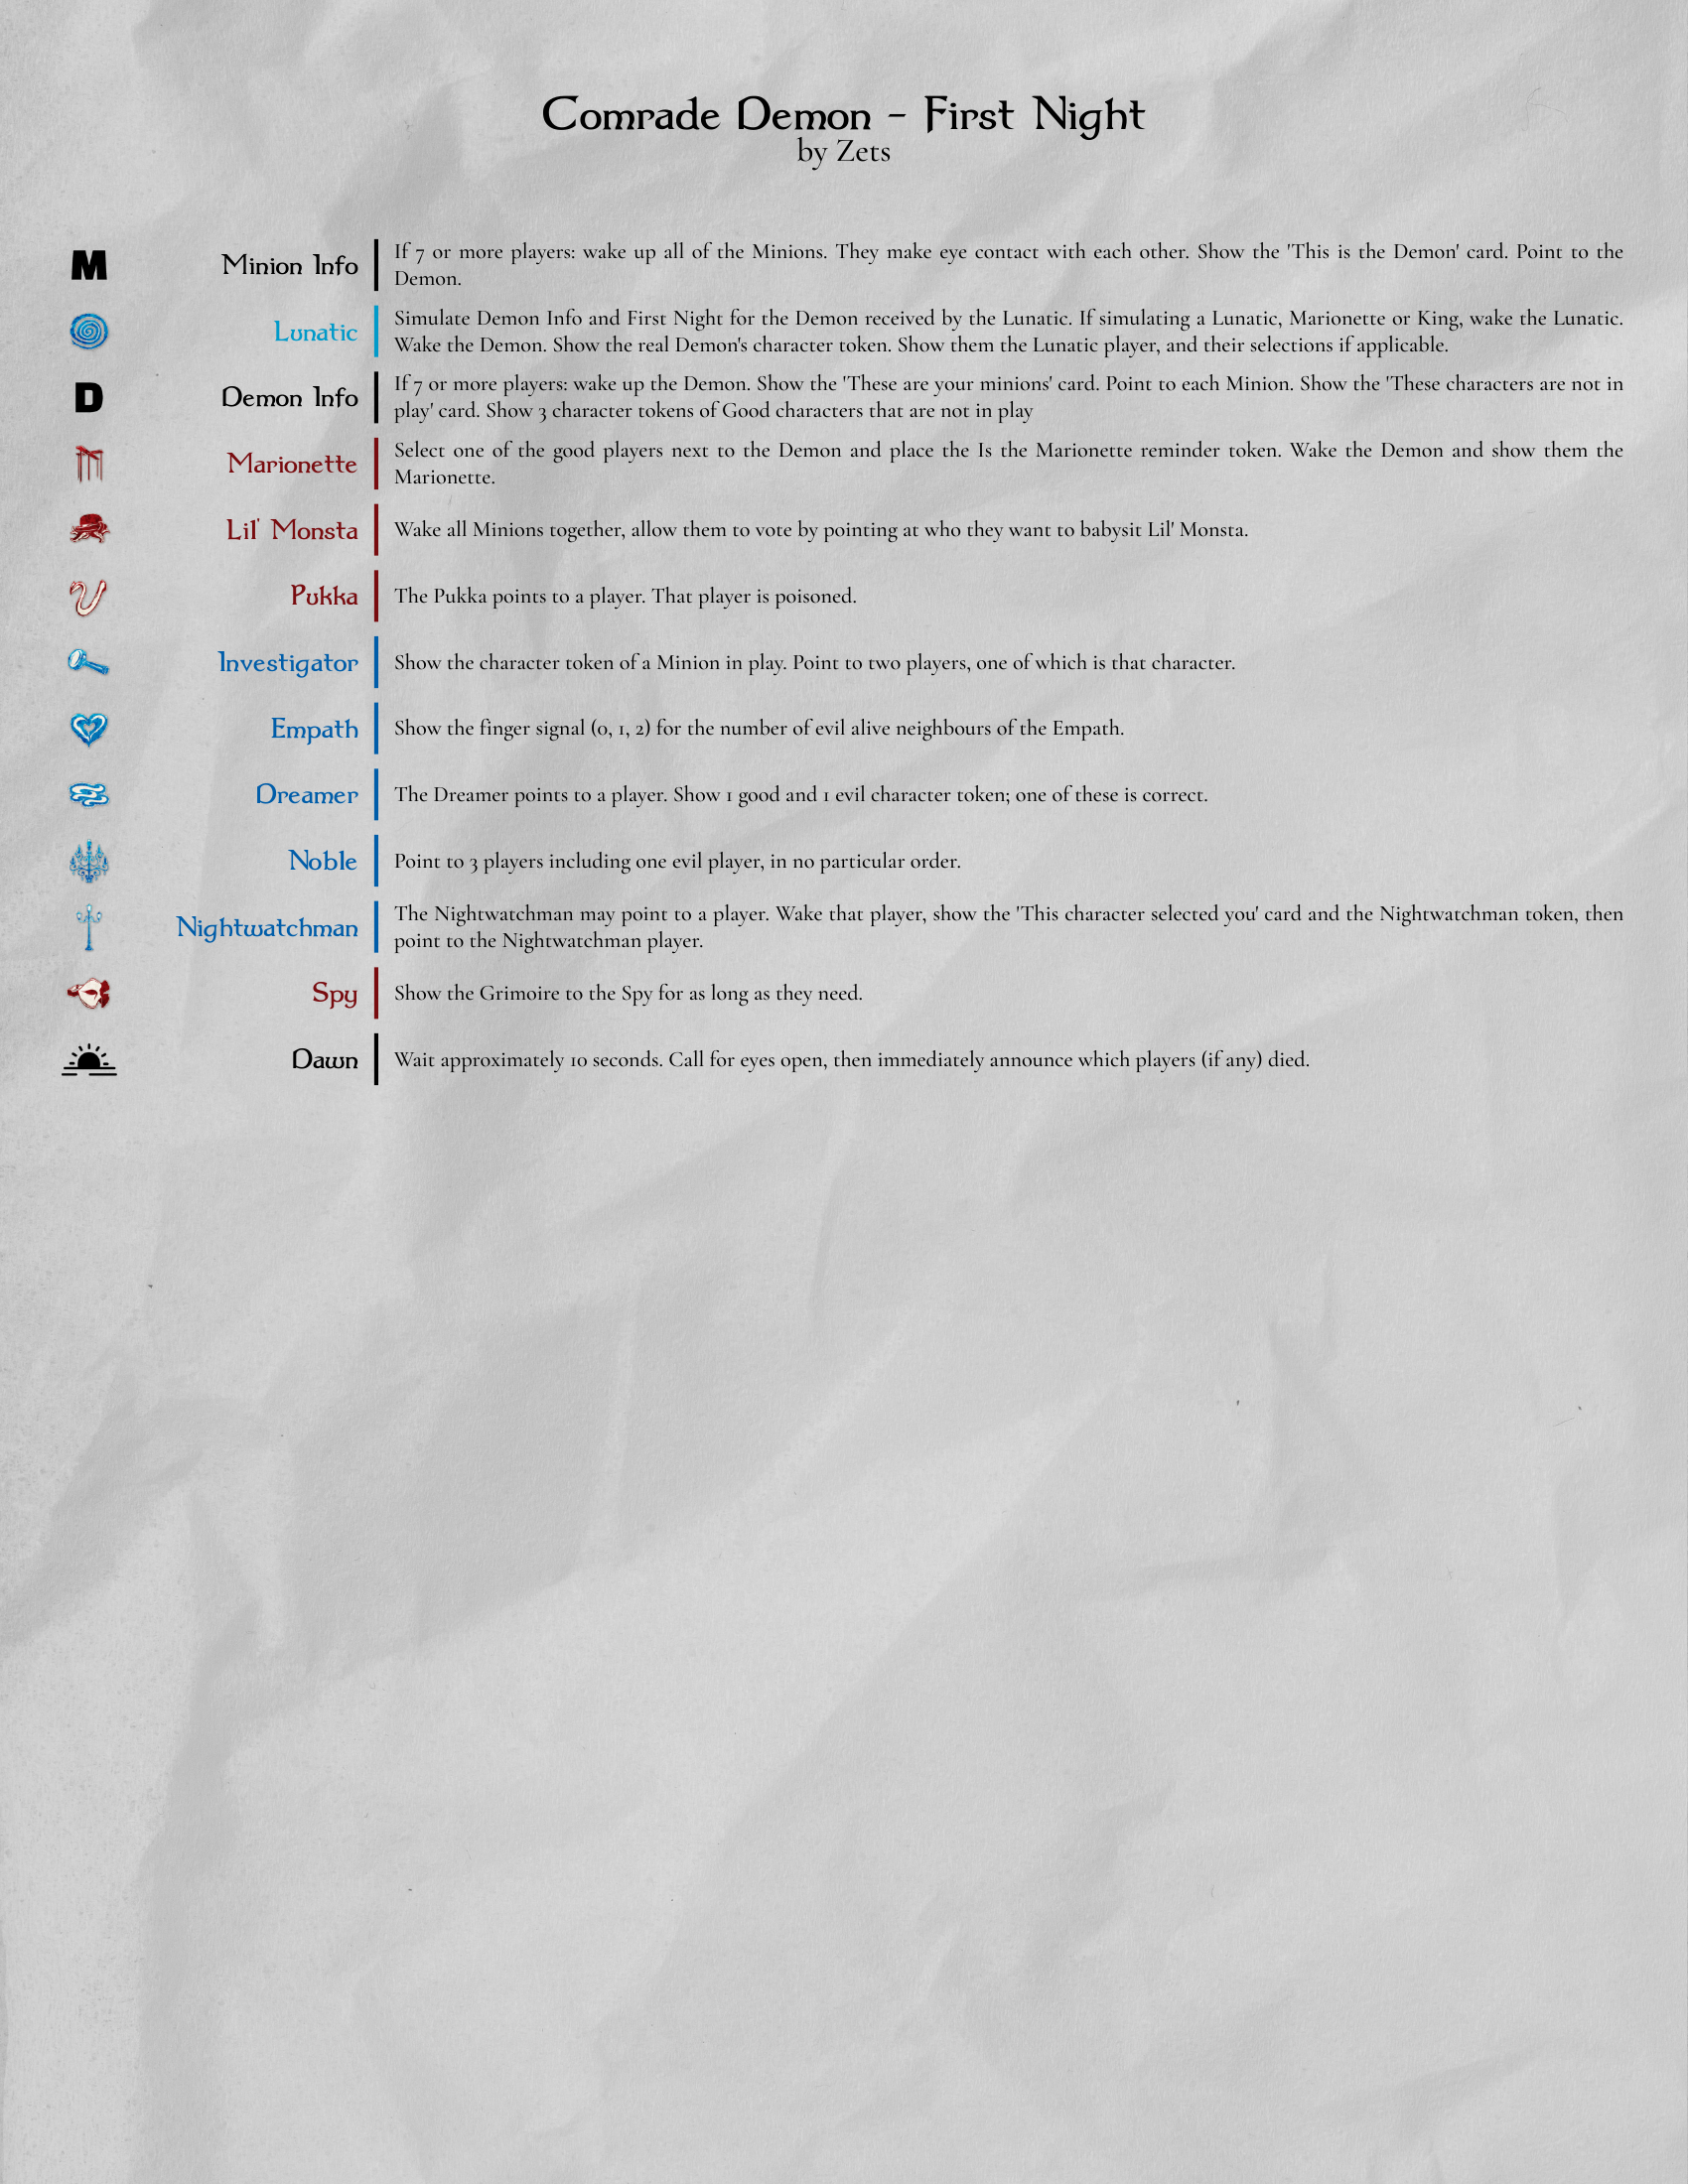 Comrade Demon - First Night
by Zets
M
Minion Info
If 7 or more players: wake up all of the Minions. They make eye contact with each other. Show the 'This is the Demon' card. Point to the
Demon.
Lunatic
Simulate Demon Info and First Night for the Demon received by the Lunatic. If simulating a Lunatic, Marionette or King, wake the Lunatic.
Wake the Demon. Show the real Demon's character token. Show them the Lunatic player, and their selections if applicable.
D
Demon Info
If 7 or more players: wake up the Demon. Show the 'These are your minions' card. Point to each Minion. Show the 'These characters are not in
play' card. Show 3 character tokens of Good characters that are not in play
Marionette
Select one of the good players next to the Demon and place the Is the Marionette reminder token. Wake the Demon and show them the
Marionette.
Lil' Monsta
Wake all Minions together, allow them to vote by pointing at who they want to babysit Lil' Monsta.
Pukka
The Pukka points to a player. That player is poisoned.
Investigator
Show the character token of a Minion in play. Point to two players, one of which is that character.
Empath
Show the finger signal (0, 1, 2) for the number of evil alive neighbours of the Empath.
Dreamer
The Dreamer points to a player. Show 1 good and 1 evil character token; one of these is correct.
Noble
Point to 3 players including one evil player, in no particular order.
Nightwatchman
The Nightwatchman may point to a player. Wake that player, show the 'This character selected you' card and the Nightwatchman token, then
point to the Nightwatchman player.
Spy
Show the Grimoire to the Spy for as long as they need.
Dawn
Wait approximately 10 seconds. Call for eyes open, then immediately announce which players (if any) died.